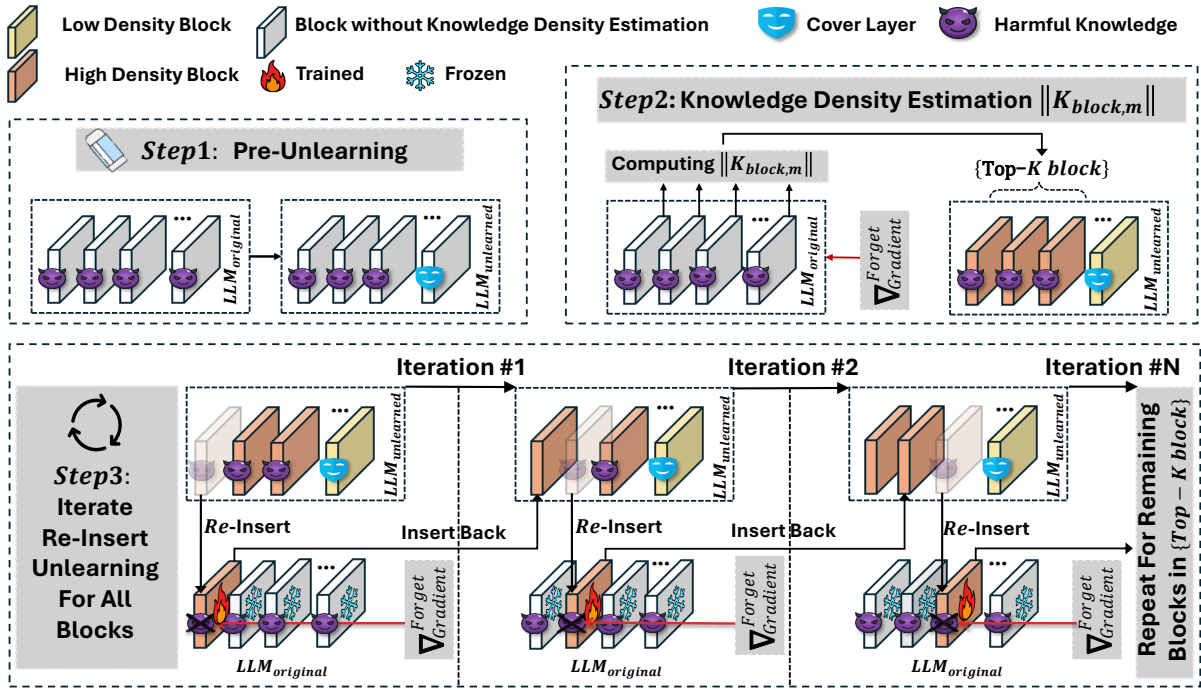 Low Density Block
Block without Knowledge Density Estimation
Cover Layer
Harmful Knowledge
High Density Block
Trained
Frozen
Step1: Pre-Unlearning
...
LLM_original
...
LLM_unlearned
Step2: Knowledge Density Estimation ||K_block,m||
Computing ||K_block,m||
{Top-K block}
...
LLM_original
∇ Forget Gradient
...
LLM_unlearned
Iteration #1
Iteration #2
Iteration #N
Step3:
Iterate
Re-Insert
Unlearning
For All
Blocks
...
LLM_unlearned
...
LLM_unlearned
...
LLM_unlearned
Re-Insert
Insert Back
Re-Insert
Insert Back
Re-Insert
...
∇ Forget Gradient
LLM_original
...
∇ Forget Gradient
LLM_original
...
∇ Forget Gradient
LLM_original
Repeat For Remaining
Blocks in {Top - K block}